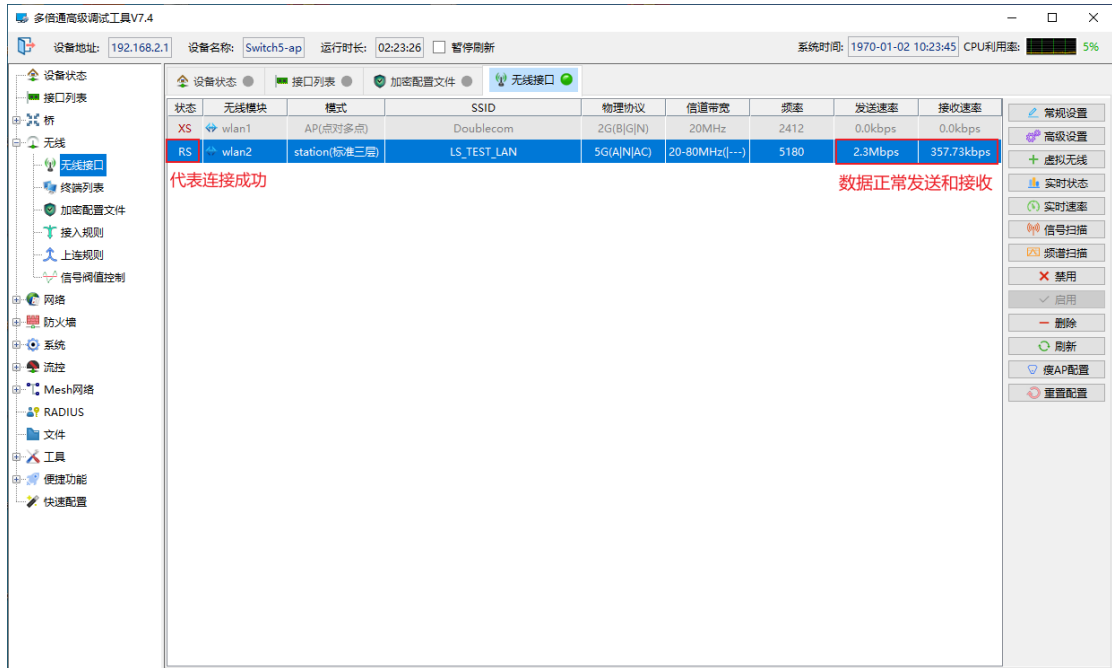 多倍通高级调试工具V7.4
设备地址: 192.168.2.1 设备名称: Switch5-ap 运行时长: 02:23:26 暂停刷新 系统时间: 1970-01-02 10:23:45 CPU利用率: 5%
设备状态
接口列表
桥
无线
无线接口
终端列表
加密配置文件
接入规则
上连规则
信号阀值控制
网络
防火墙
系统
流控
Mesh网络
RADIUS
文件
工具
便捷功能
快速配置
设备状态 接口列表 加密配置文件 无线接口
状态 无线模块 模式 SSID 物理协议 信道带宽 频率 发送速率 接收速率
XS wlan1 AP(点对多点) Doublecom 2G(B|G|N) 20MHz 2412 0.0kbps 0.0kbps
RS wlan2 station(标准三层) LS_TEST_LAN 5G(A|N|AC) 20-80MHz(|---) 5180 2.3Mbps 357.73kbps
代表连接成功 数据正常发送和接收
常规设置
高级设置
虚拟无线
实时状态
实时速率
信号扫描
频谱扫描
禁用
启用
删除
刷新
瘦AP配置
重置配置